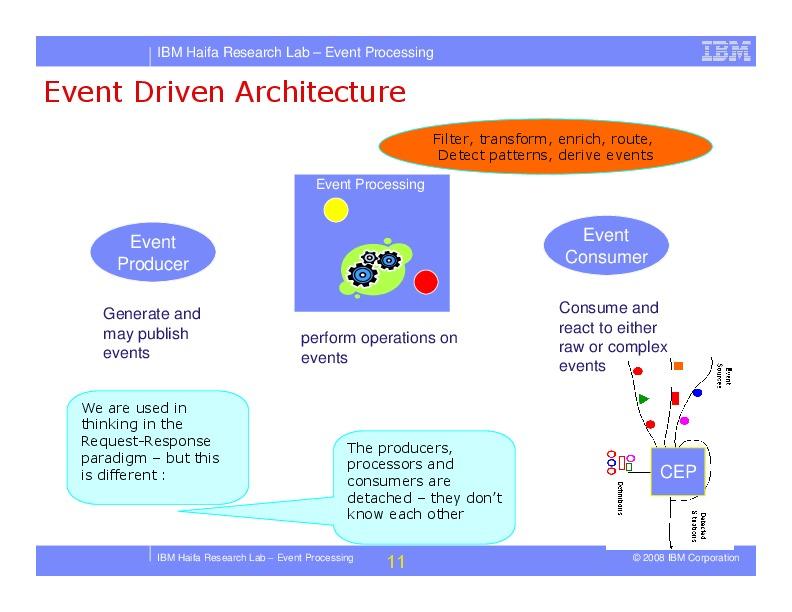 IBM Haifa Research Lab – Event Processing
IBM
Event Driven Architecture
Filter, transform, enrich, route,
Detect patterns, derive events
Event Processing
Event
Producer
Event
Consumer
Generate and
may publish
events
perform operations on
events
Consume and
react to either
raw or complex
events
Event
Sources
We are used in
thinking in the
Request-Response
paradigm – but this
is different :
The producers,
processors and
consumers are
detached – they don't
know each other
CEP
Definitions
Detected
Situations
IBM Haifa Research Lab – Event Processing
11
© 2008 IBM Corporation